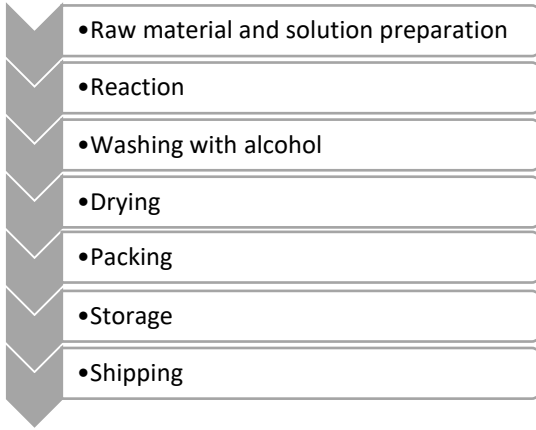 •Raw material and solution preparation
•Reaction
•Washing with alcohol
•Drying
•Packing
•Storage
•Shipping